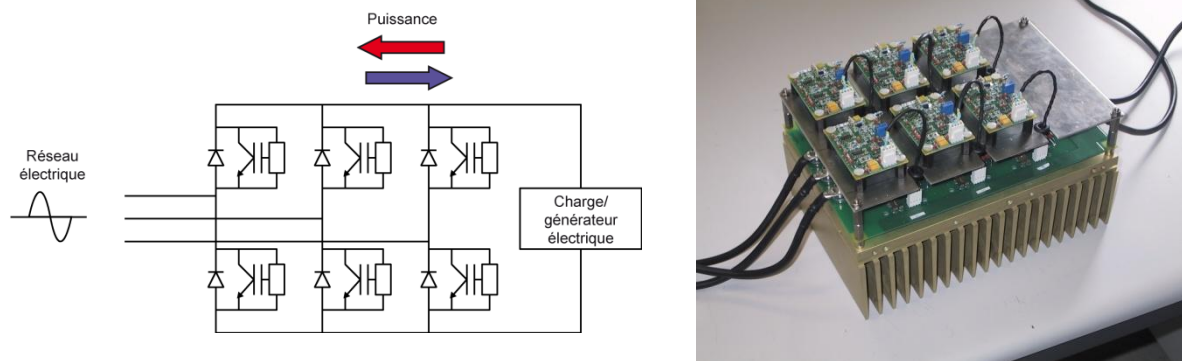 Puissance
Réseau
électrique
Charge/
générateur
électrique